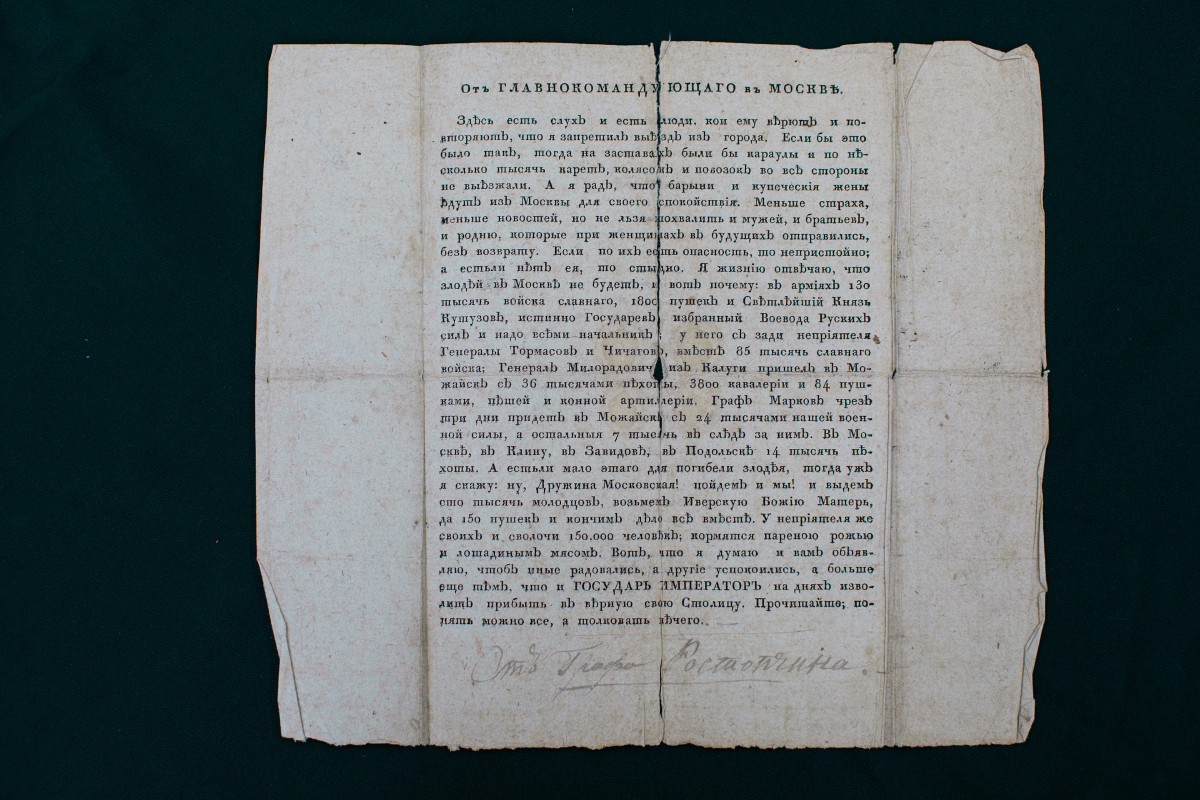 Отъ ГЛАВНОКОМАНДУЮЩАГО въ МОСКВѢ.
Здѣсь есть слухъ и есть люди, кои ему вѣрютъ и по-
вторяютъ, что я запретилъ выѣздъ изъ города. Если бы это
было такъ, тогда на заставахъ были бы караулы и по нѣ-
сколько тысячь каретъ, колясокъ и повозокъ во всѣ стороны
не выѣзжали. А я радъ, что барыни и купеческія жены
ѣдутъ изъ Москвы для своего спокойствія. Меньше страха,
меньше новостей, но не льзя похвалить и мужей, и братьевъ,
и родню, которые при женщинахъ въ будущихъ отправились,
безъ возврату. Если по ихъ есть опасность, то непристойно;
а естьли нѣтъ ея, то стыдно. Я жизнію отвѣчаю, что
злодѣй въ Москвѣ не будетъ, и вотъ почему: въ арміяхъ 130
тысячь войска славнаго, 1800 пушекъ и Свѣтлѣйшій Князь
Кутузовъ, истинно Государевъ избранный Воевода Рускихъ
силъ и надо всѣми начальникъ; у него съ зади непріятеля
Генералы Тормасовъ и Чичаговъ, вмѣстѣ 85 тысячь славнаго
войска; Генералъ Милорадовичь изъ Калуги пришелъ въ Мо-
жайскъ съ 36 тысячами пѣхоты, 3800 кавалеріи и 84 пуш-
ками, пѣшей и конной артиллеріи. Графъ Марковъ чрезъ
три дни придетъ въ Можайскъ съ 24 тысячами нашей воен-
ной силы, а остальныя 7 тысячь въ слѣдъ за нимъ. Въ Мо-
сквѣ, въ Клину, въ Завидовѣ, въ Подольскѣ 14 тысячь пѣ-
хоты. А естьли мало этаго для погибели злодѣя, тогда ужъ
я скажу: ну, Дружина Московская! пойдемъ и мы! и выдемъ
сто тысячь молодцовъ, возьмемъ Иверскую Божію Матерь,
да 150 пушекъ и кончимъ дѣло всѣ вмѣстѣ. У непріятеля же
своихъ и сволочи 150.000 человѣкъ; кормятся пареною рожью
и лошадинымъ мясомъ. Вотъ, что я думаю и вамъ объяв-
ляю, чтобъ иные радовались, а другіе успокоились, а больше
еще тѣмъ, что и ГОСУДАРЬ ИМПЕРАТОРЪ на дняхъ изво-
литъ прибыть въ вѣрную свою Столицу. Прочитайте; по-
нять можно все, а толковать нѣчего.
Отъ Графа Ростопчина.